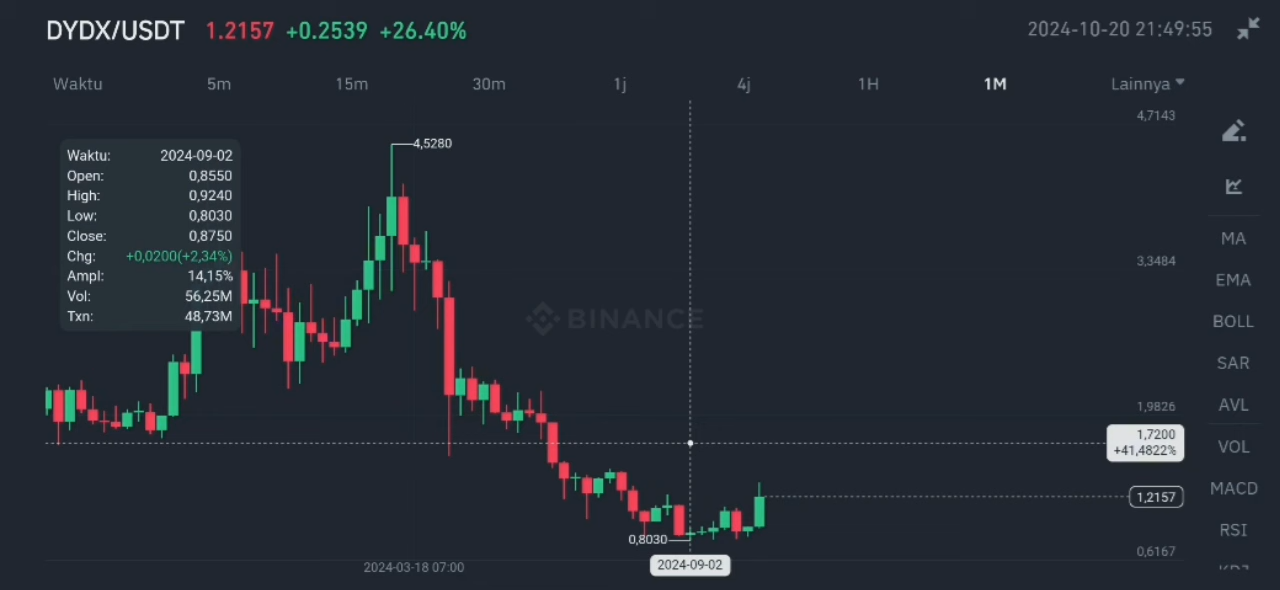 DYDX/USDT 1.2157 +0.2539 +26.40% 2024-10-20 21:49:55
Waktu 5m 15m 30m 1j 4j 1H 1M Lainnya
4,7143
4,5280
Waktu: 2024-09-02
Open: 0,8550
High: 0,9240
Low: 0,8030
Close: 0,8750
Chg: +0,0200(+2,34%)
Ampl: 14,15%
Vol: 56,25M
Txn: 48,73M
MA
3,3484
EMA
BINANCE
BOLL
SAR
1,9826
AVL
1,7200
+41,4822%
VOL
MACD
1,2157
RSI
0,8030
0,6167
2024-03-18 07:00
2024-09-02